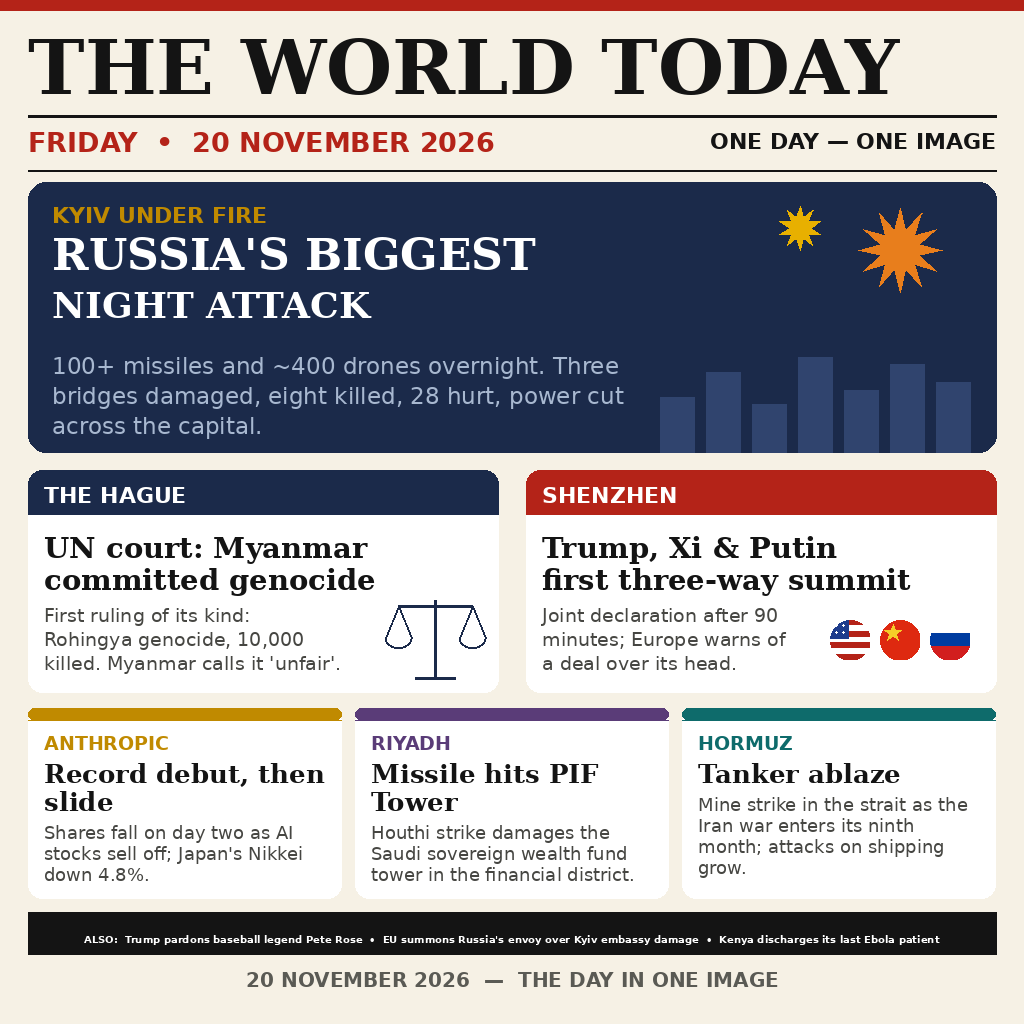 THE WORLD TODAY
FRIDAY • 20 NOVEMBER 2026
ONE DAY — ONE IMAGE
KYIV UNDER FIRE
RUSSIA'S BIGGEST
NIGHT ATTACK
100+ missiles and ~400 drones overnight. Three
bridges damaged, eight killed, 28 hurt, power cut
across the capital.
THE HAGUE
UN court: Myanmar
committed genocide
First ruling of its kind:
Rohingya genocide, 10,000
killed. Myanmar calls it 'unfair'.
SHENZHEN
Trump, Xi & Putin
first three-way summit
Joint declaration after 90
minutes; Europe warns of
a deal over its head.
ANTHROPIC
Record debut, then
slide
Shares fall on day two as AI
stocks sell off; Japan's Nikkei
down 4.8%.
RIYADH
Missile hits PIF
Tower
Houthi strike damages the
Saudi sovereign wealth fund
tower in the financial district.
HORMUZ
Tanker ablaze
Mine strike in the strait as the
Iran war enters its ninth
month; attacks on shipping
grow.
ALSO: Trump pardons baseball legend Pete Rose • EU summons Russia's envoy over Kyiv embassy damage • Kenya discharges its last Ebola patient
20 NOVEMBER 2026 — THE DAY IN ONE IMAGE